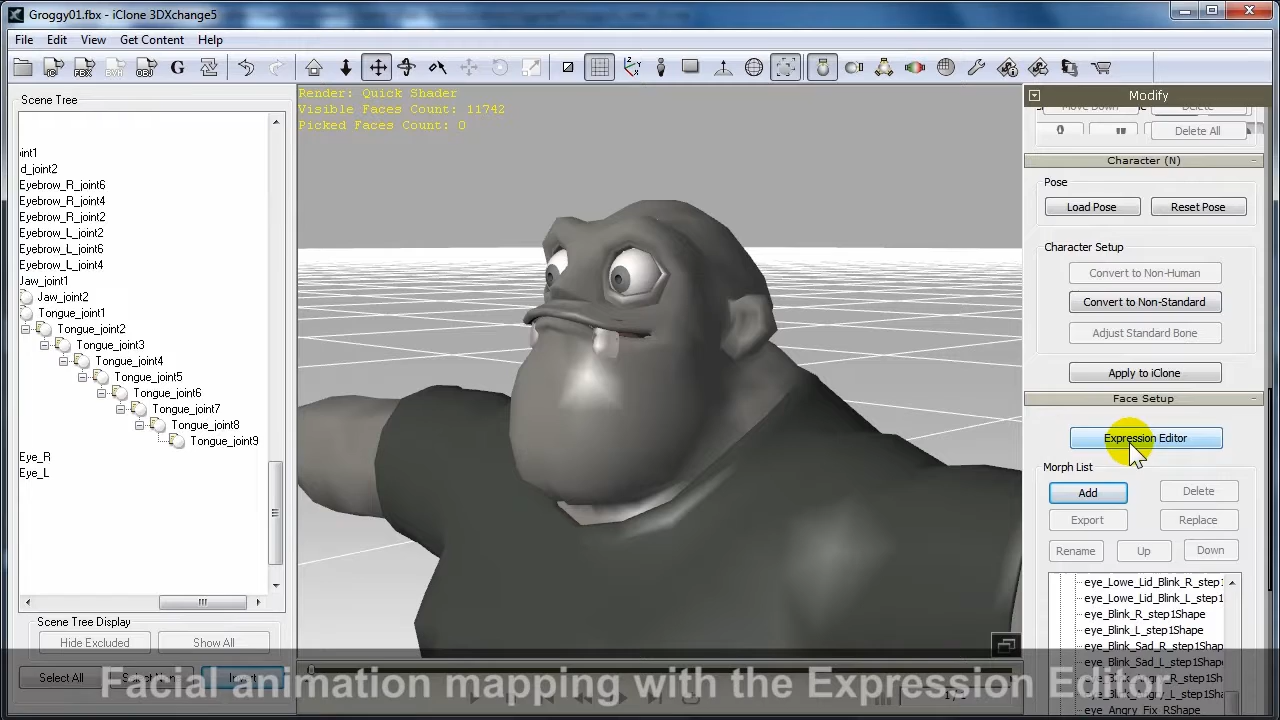 Groggy01.fbx - iClone 3DXchange5
File Edit View Get Content Help
Scene Tree
d_joint2
Eyebrow_R_joint6
Eyebrow_R_joint4
Eyebrow_R_joint2
Eyebrow_L_joint2
Eyebrow_L_joint6
Eyebrow_L_joint4
Jaw_joint1
Jaw_joint2
Tongue_joint1
Tongue_joint2
Tongue_joint3
Tongue_joint4
Tongue_joint5
Tongue_joint6
Tongue_joint7
Tongue_joint8
Tongue_joint9
Eye_R
Eye_L
Scene Tree Display
Hide Excluded Show All
Select All
Render: Quick Shader
Visible Faces Count: 11742
Picked Faces Count: 0
Modify
Move Down Delete
Delete All
Character (N)
Pose
Load Pose Reset Pose
Character Setup
Convert to Non-Human
Convert to Non-Standard
Adjust Standard Bone
Apply to iClone
Face Setup
Expression Editor
Morph List
Add Delete
Export Replace
Rename Up Down
eye_Lowe_Lid_Blink_R_step1
eye_Lowe_Lid_Blink_L_step1
eye_Blink_R_step1Shape
eye_Blink_L_step1Shape
eye_Blink_Sad_R_step1Shap
eye_Blink_Sad_L_step1Shap
eye_Angry_Fix_RShape
Facial animation mapping with the Expression Editor